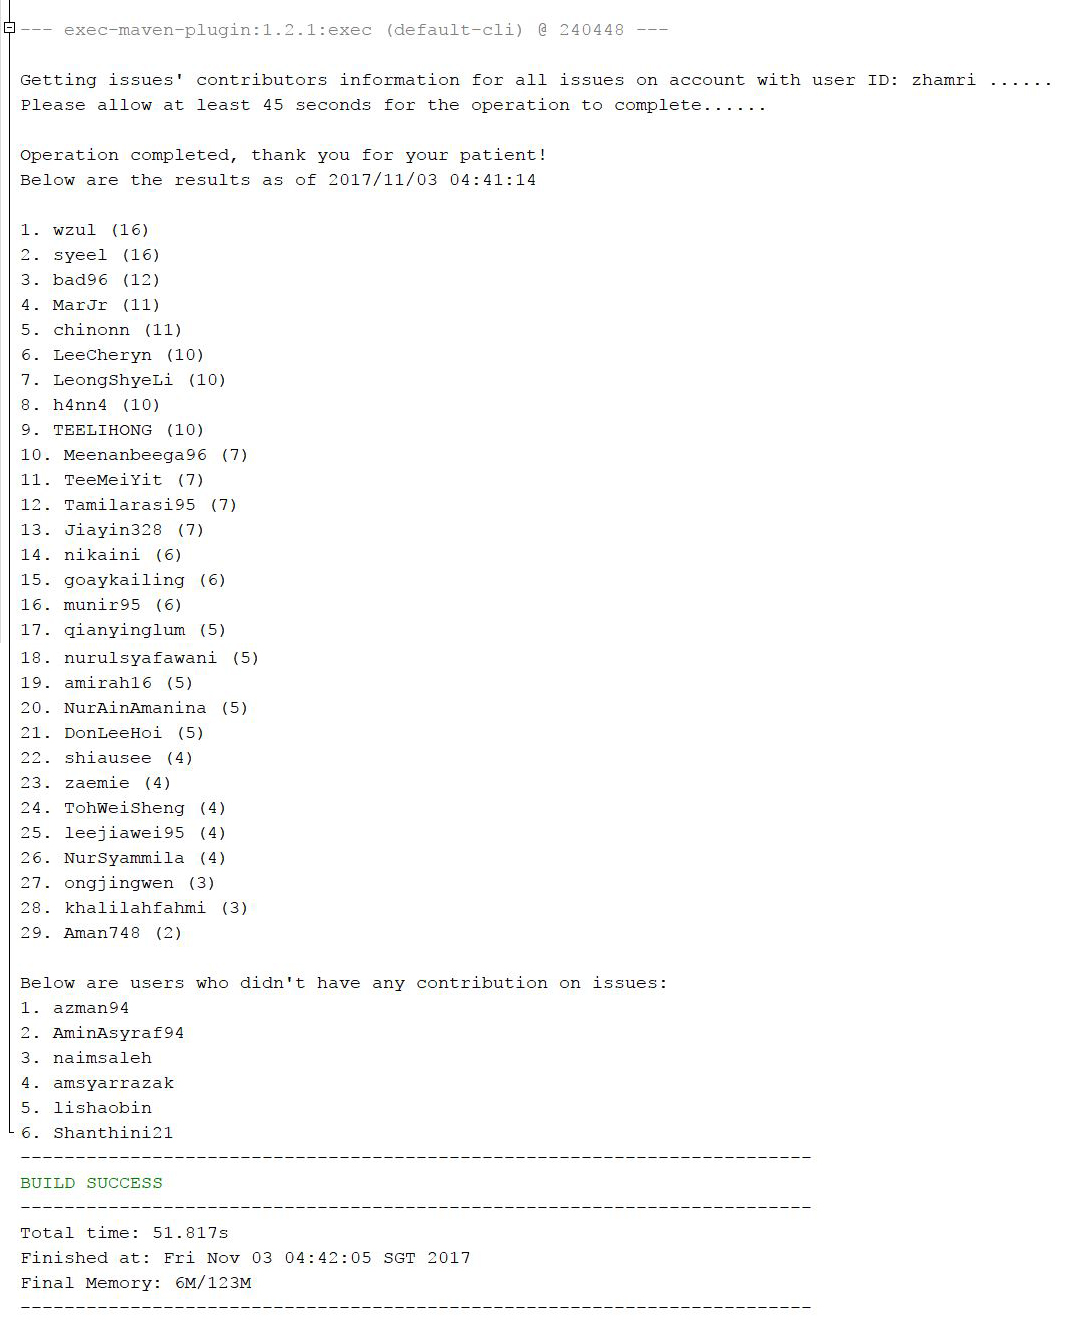 --- exec-maven-plugin:1.2.1:exec (default-cli) @ 240448 ---
Getting issues' contributors information for all issues on account with user ID: zhamri ......
Please allow at least 45 seconds for the operation to complete......
Operation completed, thank you for your patient!
Below are the results as of 2017/11/03 04:41:14
1. wzul (16)
2. syeel (16)
3. bad96 (12)
4. MarJr (11)
5. chinonn (11)
6. LeeCheryn (10)
7. LeongShyeLi (10)
8. h4nn4 (10)
9. TEELIHONG (10)
10. Meenanbeega96 (7)
11. TeeMeiYit (7)
12. Tamilarasi95 (7)
13. Jiayin328 (7)
14. nikaini (6)
15. goaykailing (6)
16. munir95 (6)
17. qianyinglum (5)
18. nurulsyafawani (5)
19. amirah16 (5)
20. NurAinAmanina (5)
21. DonLeeHoi (5)
22. shiausee (4)
23. zaemie (4)
24. TohWeiSheng (4)
25. leejiawei95 (4)
26. NurSyammila (4)
27. ongjingwen (3)
28. khalilahfahmi (3)
29. Aman748 (2)
Below are users who didn't have any contribution on issues:
1. azman94
2. AminAsyraf94
3. naimsaleh
4. amsyarrazak
5. lishaobin
6. Shanthini21
------------------------------------------------------------------------
BUILD SUCCESS
------------------------------------------------------------------------
Total time: 51.817s
Finished at: Fri Nov 03 04:42:05 SGT 2017
Final Memory: 6M/123M
------------------------------------------------------------------------